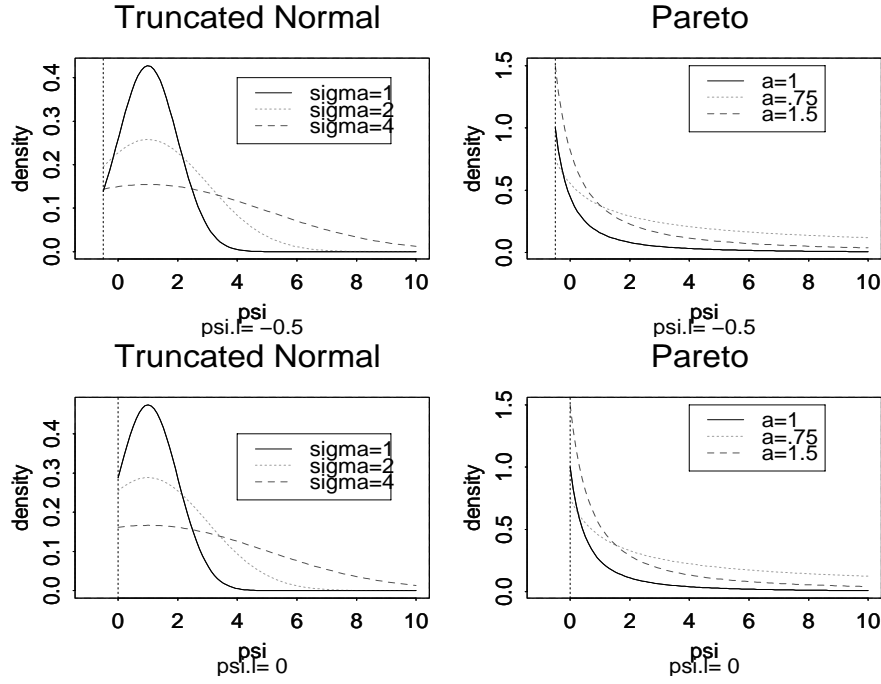 Truncated Normal
density
0.0 0.1 0.2 0.3 0.4
sigma=1
sigma=2
sigma=4
0 2 4 6 8 10
psi
psi.l= −0.5
Pareto
density
0.0 0.5 1.0 1.5
a=1
a=.75
a=1.5
0 2 4 6 8 10
psi
psi.l= −0.5
Truncated Normal
density
0.0 0.1 0.2 0.3 0.4
sigma=1
sigma=2
sigma=4
0 2 4 6 8 10
psi
psi.l= 0
Pareto
density
0.0 0.5 1.0 1.5
a=1
a=.75
a=1.5
0 2 4 6 8 10
psi
psi.l= 0